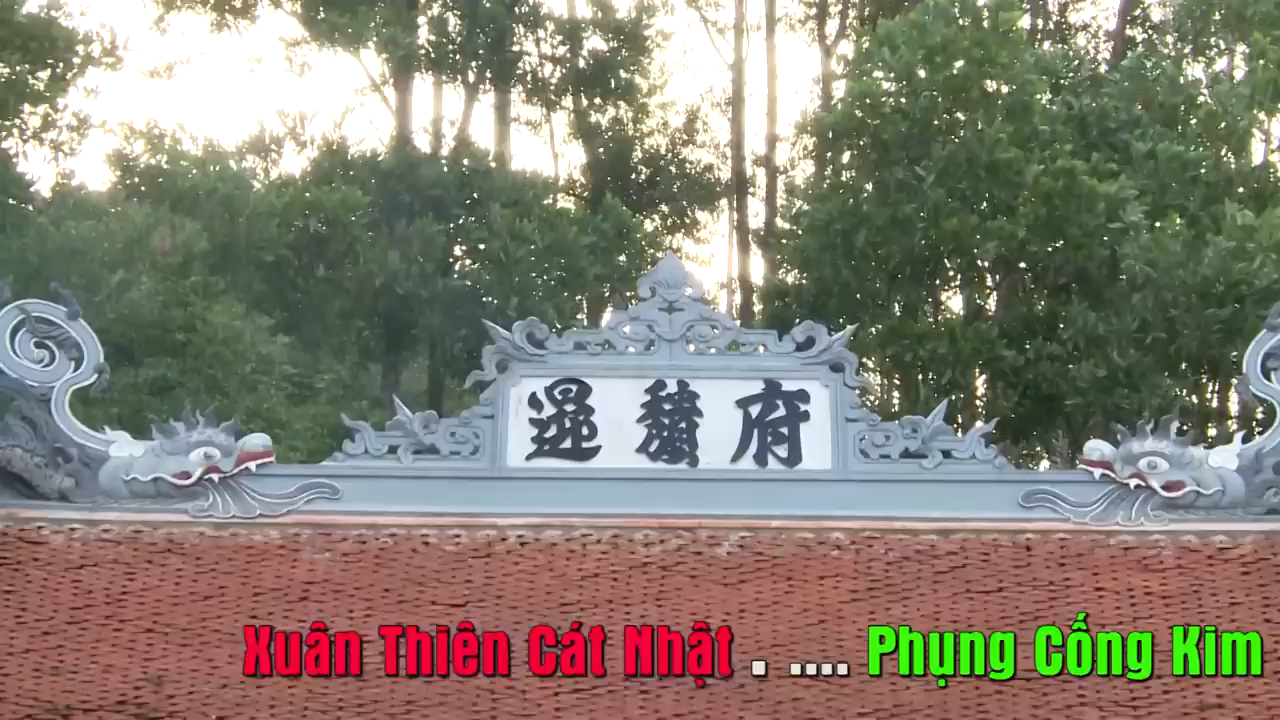 府
Xuân Thiên Cát Nhật . .... Phụng Cống Kim